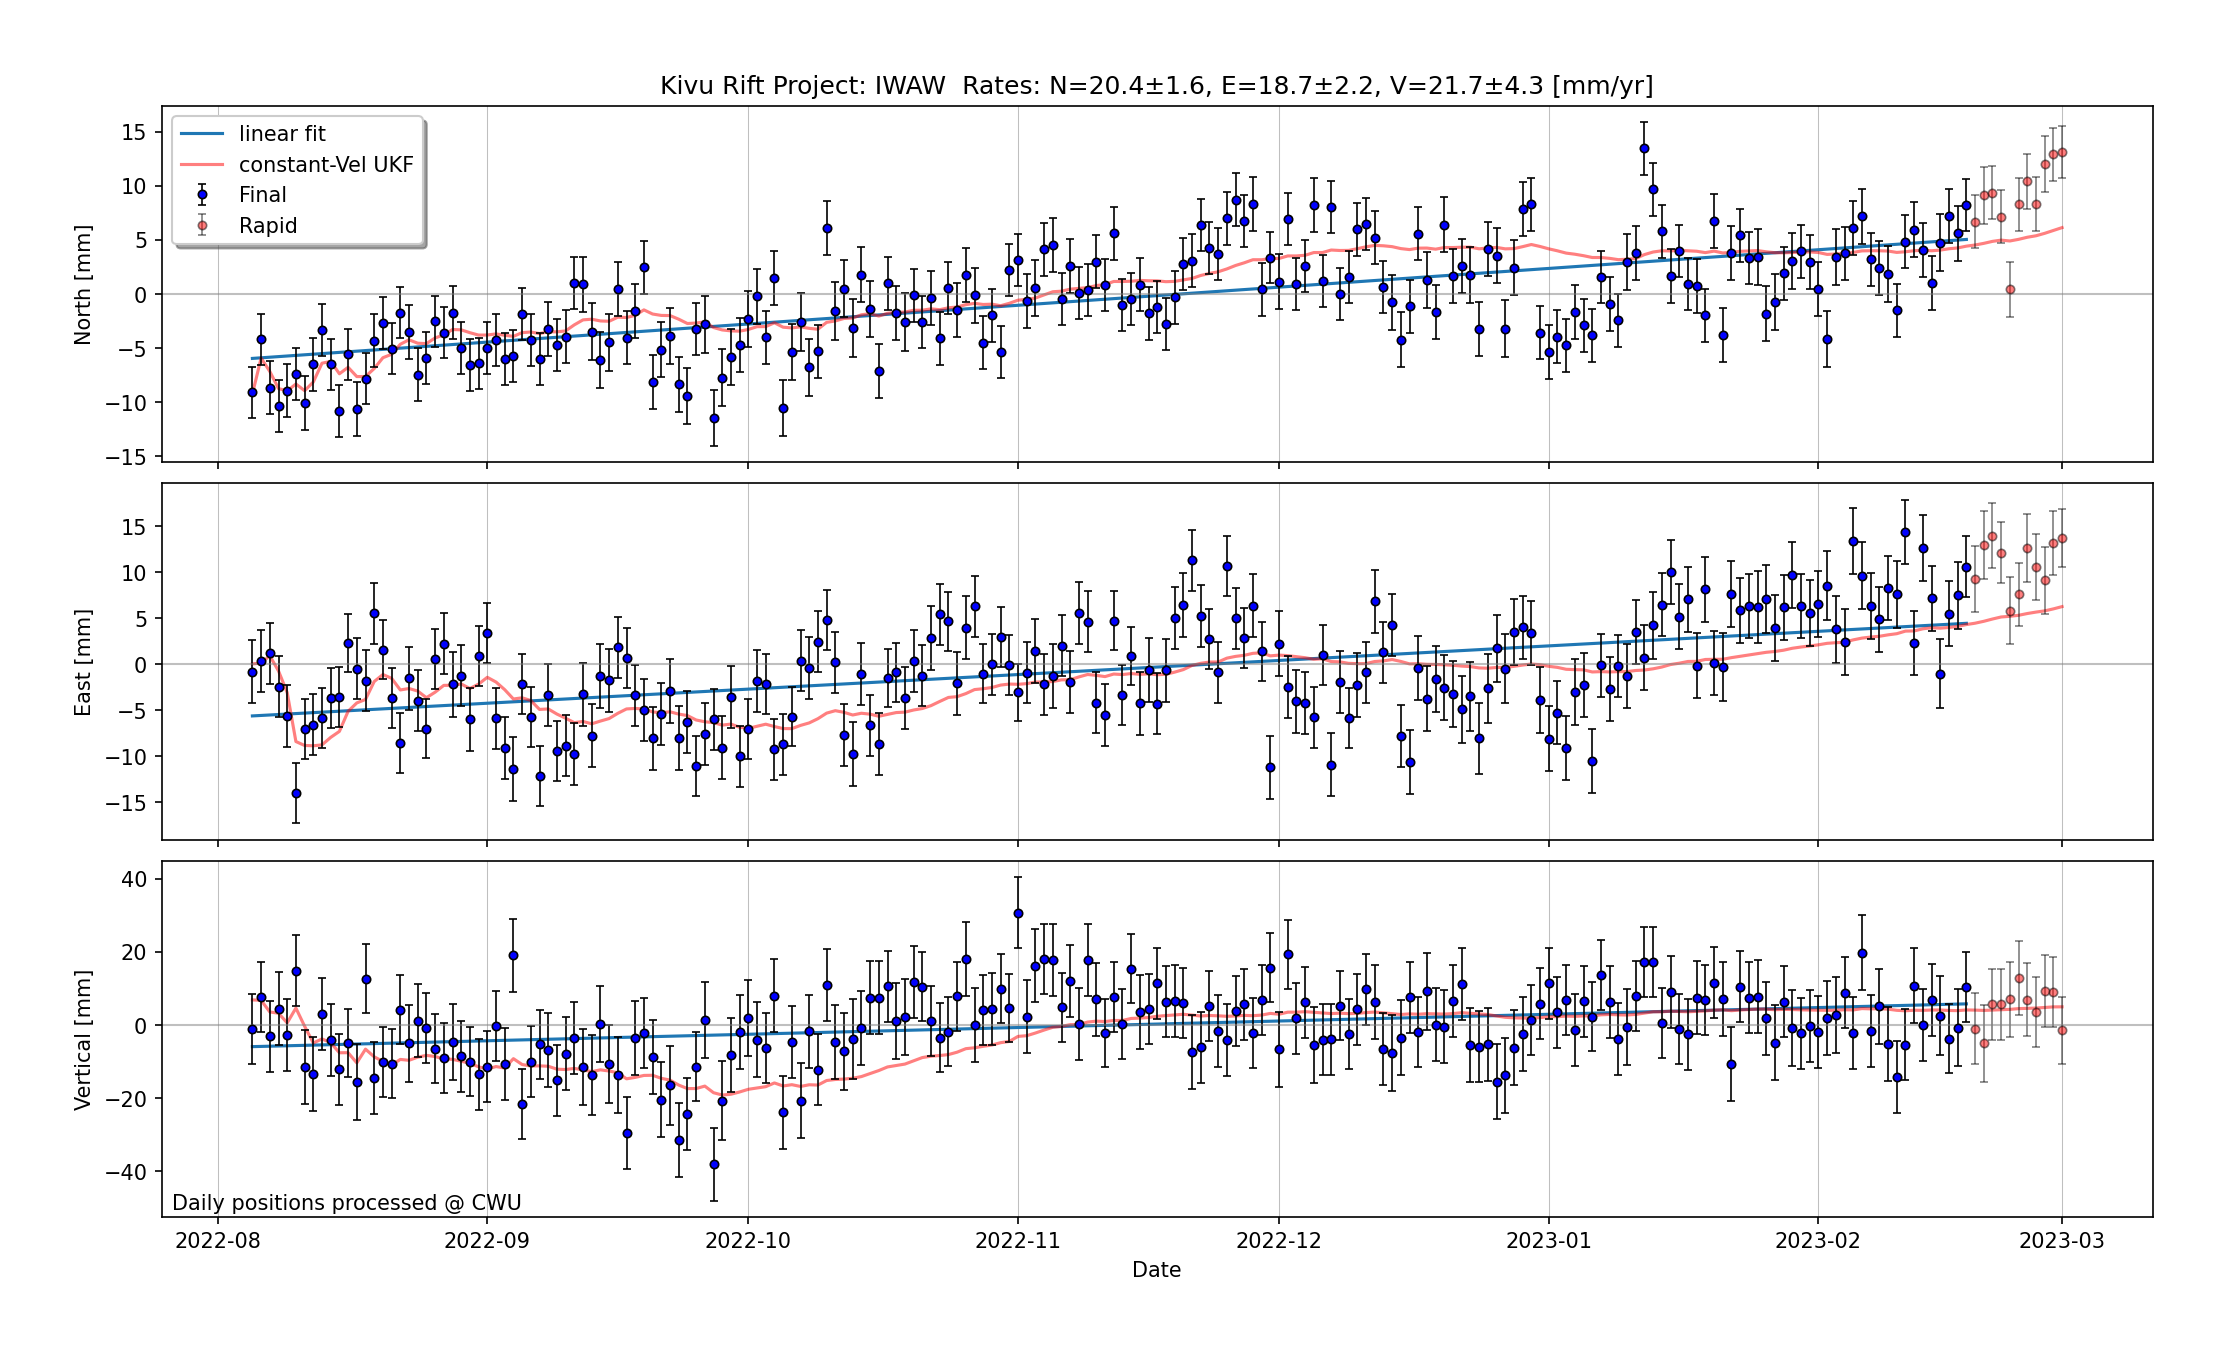 Kivu Rift Project: IWAW  Rates: N=20.4±1.6, E=18.7±2.2, V=21.7±4.3 [mm/yr]
linear fit
constant-Vel UKF
Final
Rapid
North [mm]
15
10
5
0
−5
−10
−15
East [mm]
15
10
5
0
−5
−10
−15
Vertical [mm]
40
20
0
−20
−40
Daily positions processed @ CWU
2022-08 2022-09 2022-10 2022-11 2022-12 2023-01 2023-02 2023-03
Date